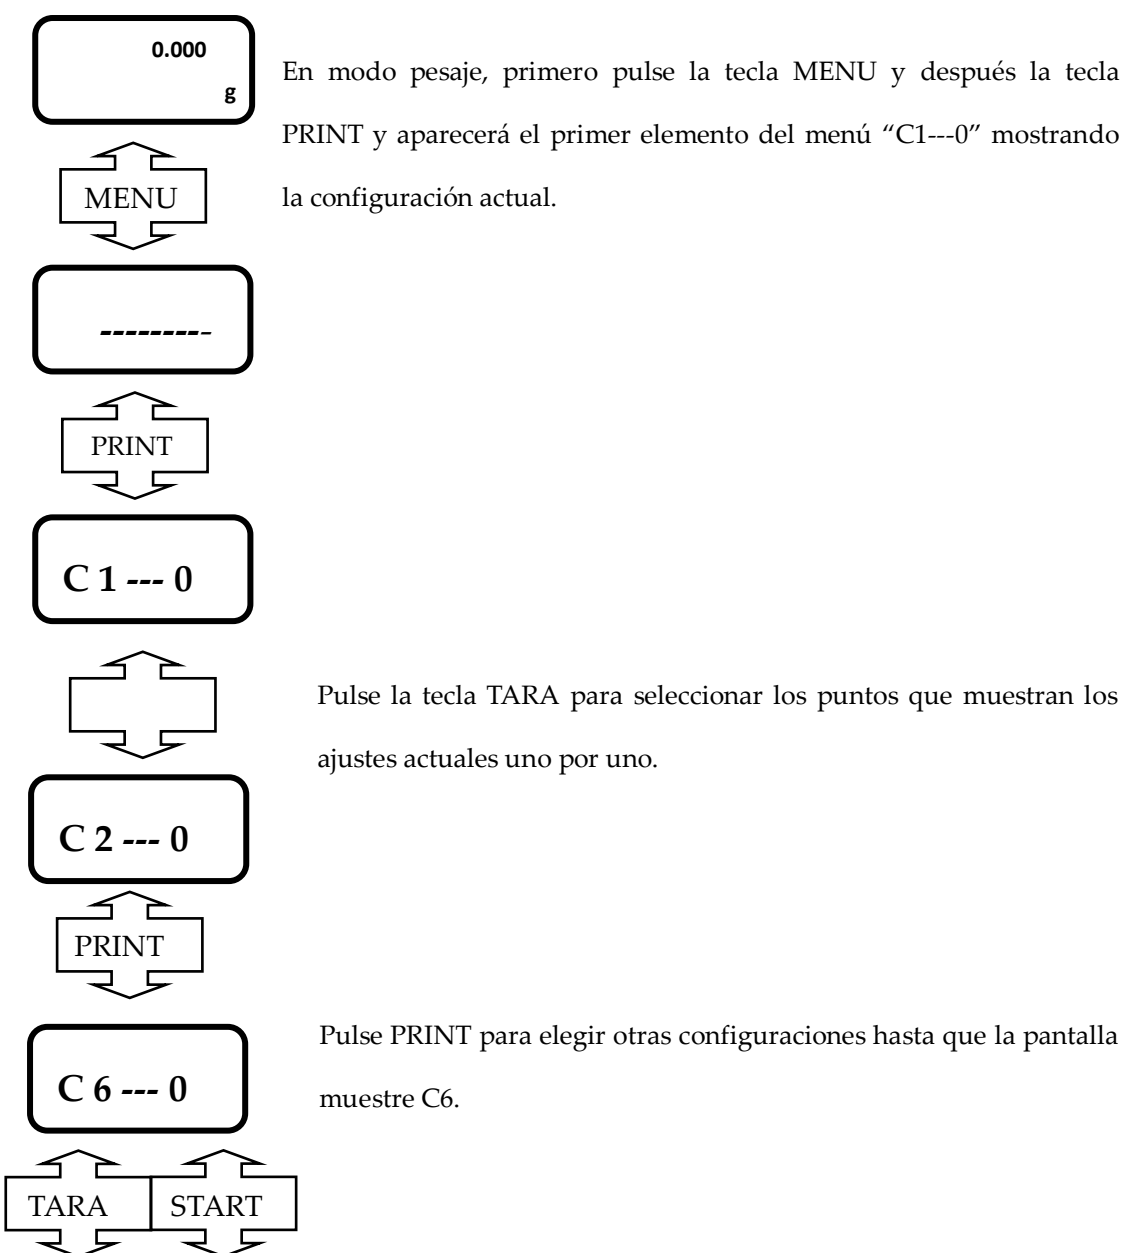 0.000
g
En modo pesaje, primero pulse la tecla MENU y después la tecla
PRINT y aparecerá el primer elemento del menú “C1---0” mostrando
la configuración actual.
MENU
---------
PRINT
C 1 --- 0
Pulse la tecla TARA para seleccionar los puntos que muestran los
ajustes actuales uno por uno.
C 2 --- 0
PRINT
Pulse PRINT para elegir otras configuraciones hasta que la pantalla
muestre C6.
C 6 --- 0
TARA START